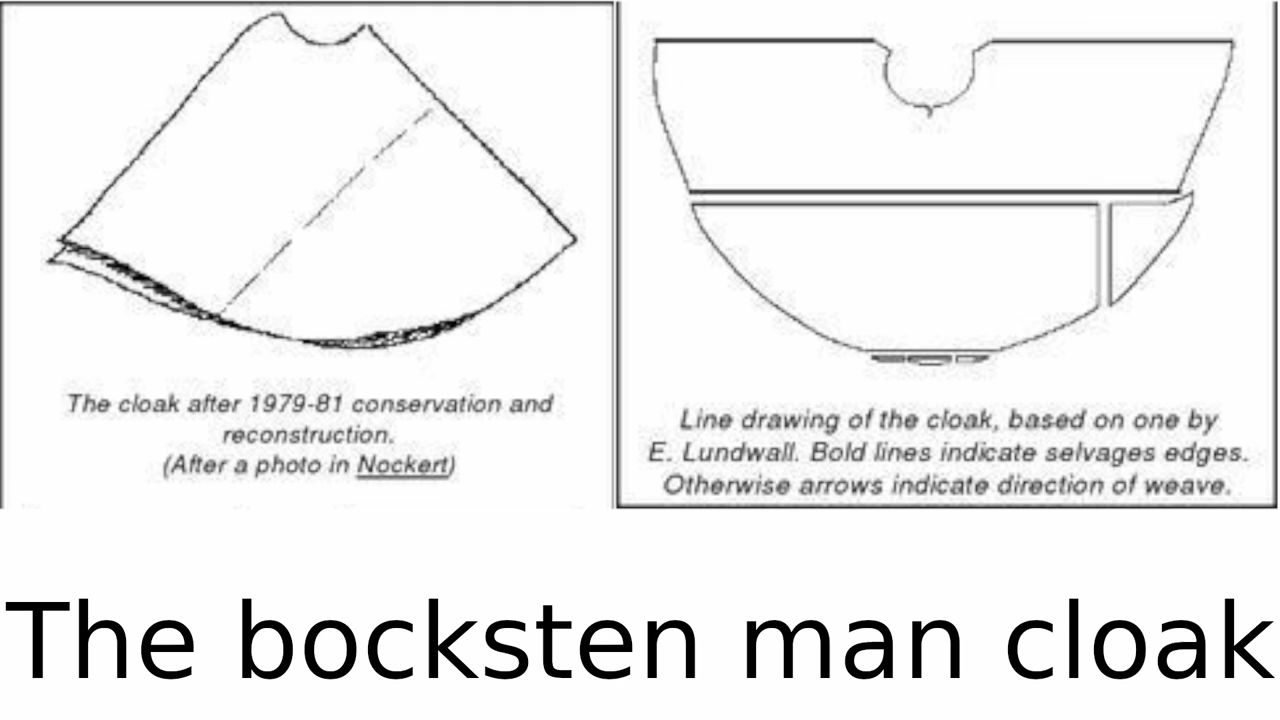 The cloak after 1979-81 conservation and
reconstruction.
(After a photo in Nockert)
Line drawing of the cloak, based on one by
E. Lundwall. Bold lines indicate selvages edges.
Otherwise arrows indicate direction of weave.
The bocksten man cloak